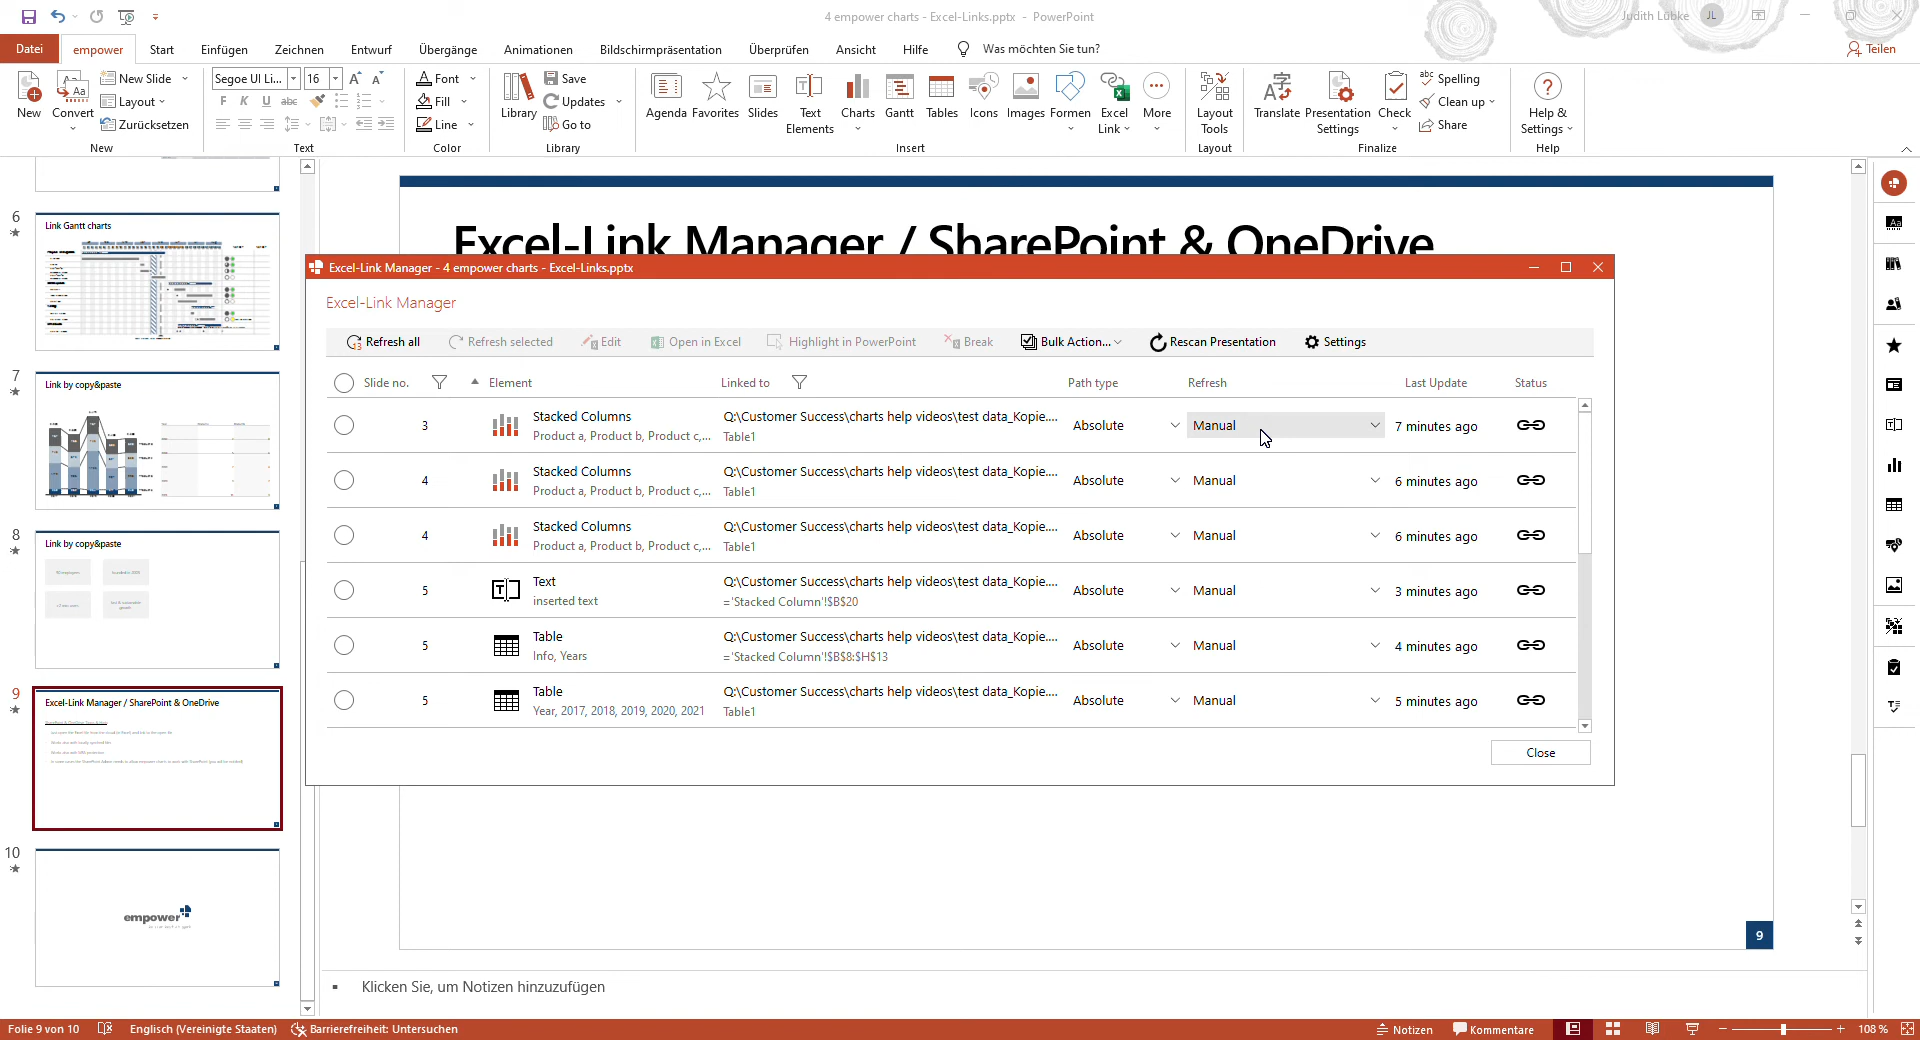 4 empower charts - Excel-Links.pptx - PowerPoint
Judith Lübke JL
Datei empower Start Einfügen Zeichnen Entwurf Übergänge Animationen Bildschirmpräsentation Überprüfen Ansicht Hilfe Was möchten Sie tun? Teilen
New
Convert
New Slide
Layout
Zurücksetzen
New
Segoe UI Li... 16
F K U abc
Text
Font
Fill
Line
Color
Library
Save
Updates
Go to
Library
Agenda Favorites Slides Text Elements Charts Gantt Tables Icons Images Formen Excel Link More
Insert
Layout Tools
Layout
Translate Presentation Settings Check
Spelling
Clean up
Share
Finalize
Help & Settings
Help
6
Link Gantt charts
7
Link by copy&paste
8
Link by copy&paste
9
Excel-Link Manager / SharePoint & OneDrive
10
empower
Excel-Link Manager / SharePoint & OneDrive
Excel-Link Manager - 4 empower charts - Excel-Links.pptx
Excel-Link Manager
13 Refresh all Refresh selected Edit Open in Excel Highlight in PowerPoint Break Bulk Action... Rescan Presentation Settings
Slide no. Element Linked to Path type Refresh Last Update Status
3 Stacked Columns Q:\Customer Success\charts help videos\test data_Kopie.... Absolute Manual 7 minutes ago
Product a, Product b, Product c,... Table1
4 Stacked Columns Q:\Customer Success\charts help videos\test data_Kopie.... Absolute Manual 6 minutes ago
Product a, Product b, Product c,... Table1
4 Stacked Columns Q:\Customer Success\charts help videos\test data_Kopie.... Absolute Manual 6 minutes ago
Product a, Product b, Product c,... Table1
5 Text Q:\Customer Success\charts help videos\test data_Kopie.... Absolute Manual 3 minutes ago
inserted text ='Stacked Column'!$B$20
5 Table Q:\Customer Success\charts help videos\test data_Kopie.... Absolute Manual 4 minutes ago
Info, Years ='Stacked Column'!$B$8:$H$13
5 Table Q:\Customer Success\charts help videos\test data_Kopie.... Absolute Manual 5 minutes ago
Year, 2017, 2018, 2019, 2020, 2021 Table1
Close
9
Klicken Sie, um Notizen hinzuzufügen
Folie 9 von 10 Englisch (Vereinigte Staaten) Barrierefreiheit: Untersuchen Notizen Kommentare 108 %